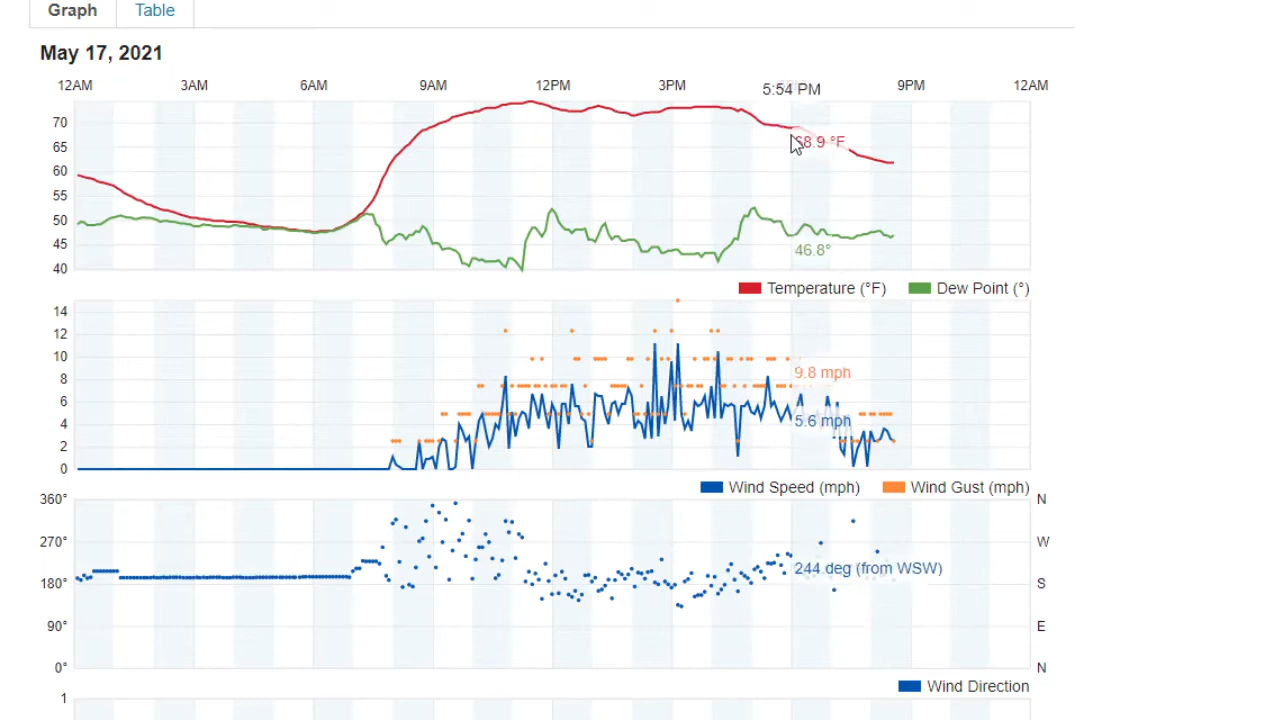 Graph Table
May 17, 2021
12AM 3AM 6AM 9AM 12PM 3PM 5:54 PM 9PM 12AM
70
65
60
55
50
45
40
68.9 °F
46.8°
Temperature (°F) Dew Point (°)
14
12
10
8
6
4
2
0
9.8 mph
5.6 mph
Wind Speed (mph) Wind Gust (mph)
360° N
270° W
180° S
90° E
0° N
244 deg (from WSW)
Wind Direction
1